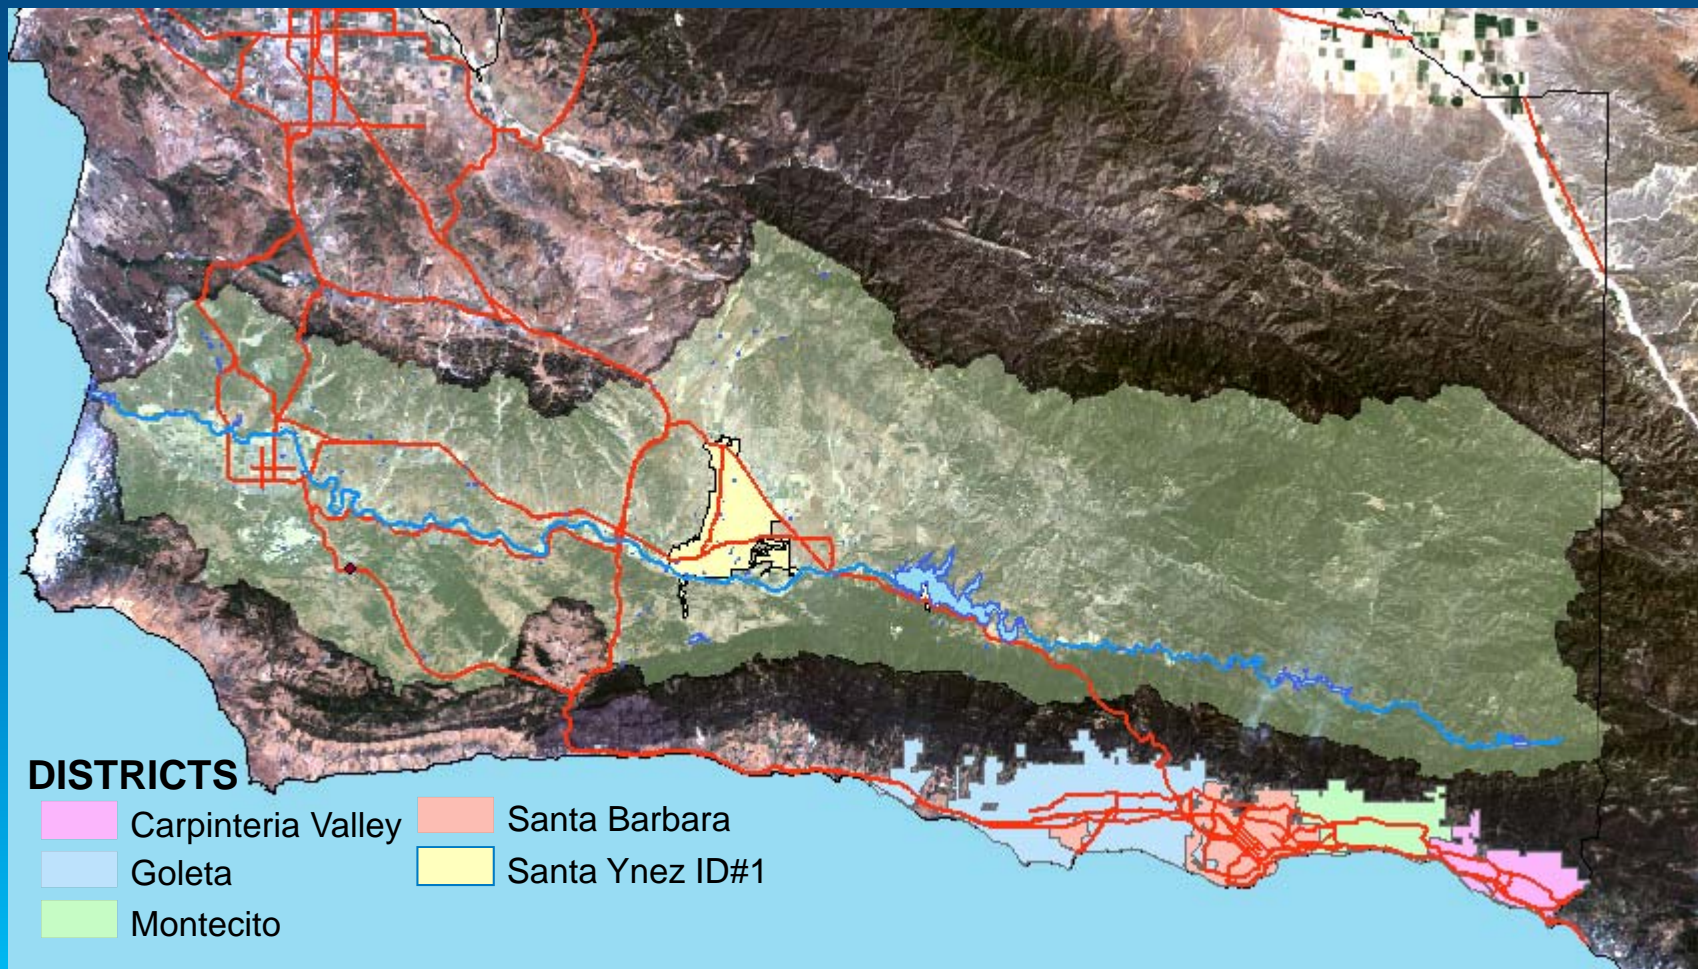 DISTRICTS
Carpinteria Valley
Goleta
Montecito
Santa Barbara
Santa Ynez ID#1